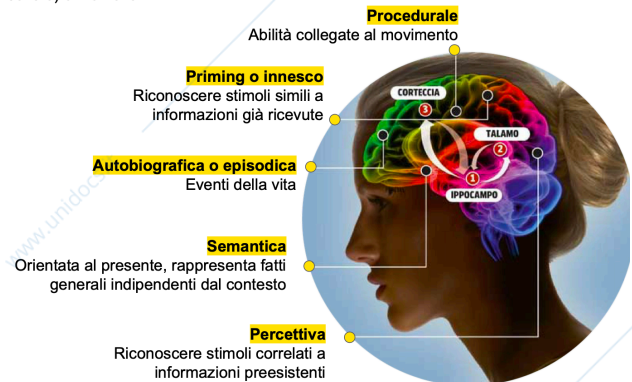 Procedurale
Abilità collegate al movimento
Priming o innesco
Riconoscere stimoli simili a
informazioni già ricevute
CORTECCIA
3
TALAMO
2
1
IPPOCAMPO
Autobiografica o episodica
Eventi della vita
Semantica
Orientata al presente, rappresenta fatti
generali indipendenti dal contesto
Percettiva
Riconoscere stimoli correlati a
informazioni preesistenti